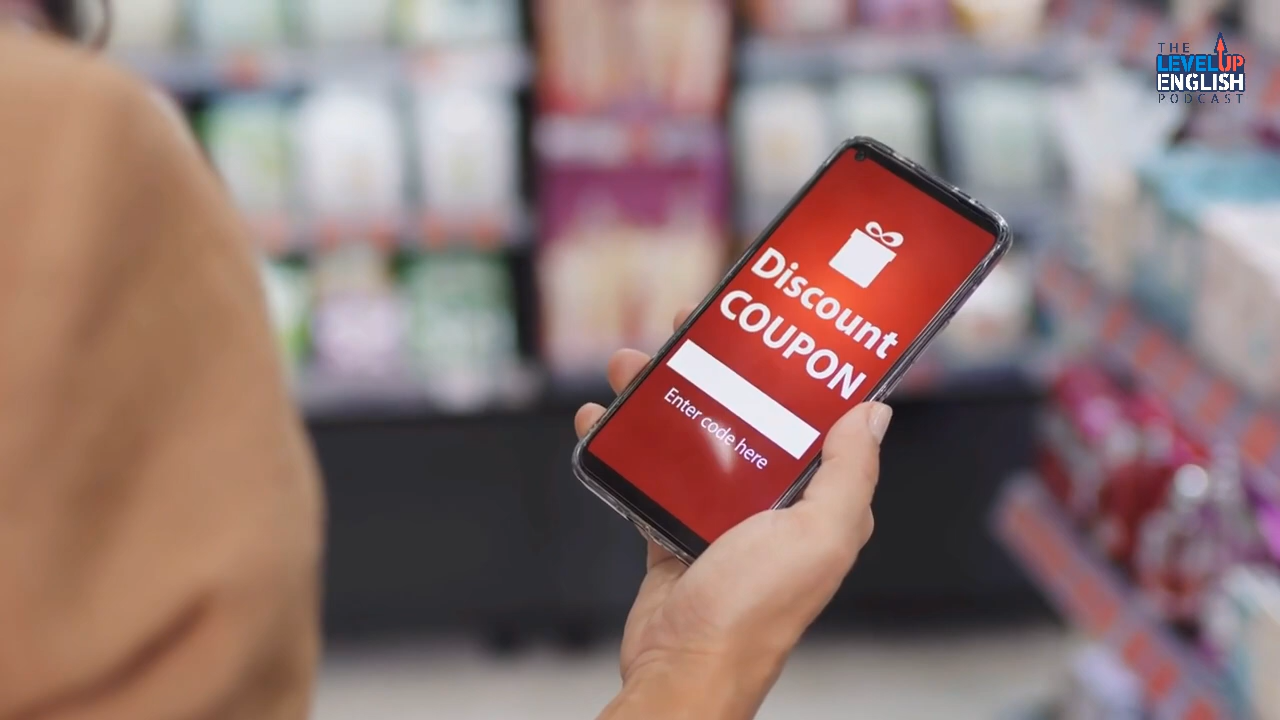 THE
LEVEL UP
ENGLISH
PODCAST
Discount
COUPON
Enter code here